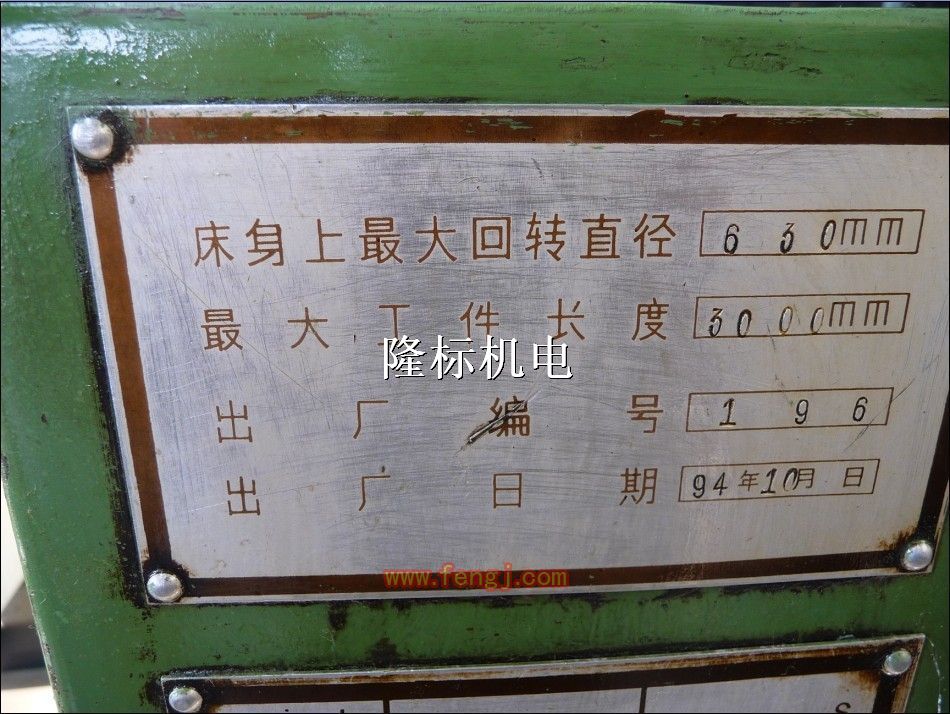 床身上最大回转直径 630mm
最大工件长度 3000mm
隆标机电
出厂编号 196
出厂日期 94年10月 日
www.fengj.com
S